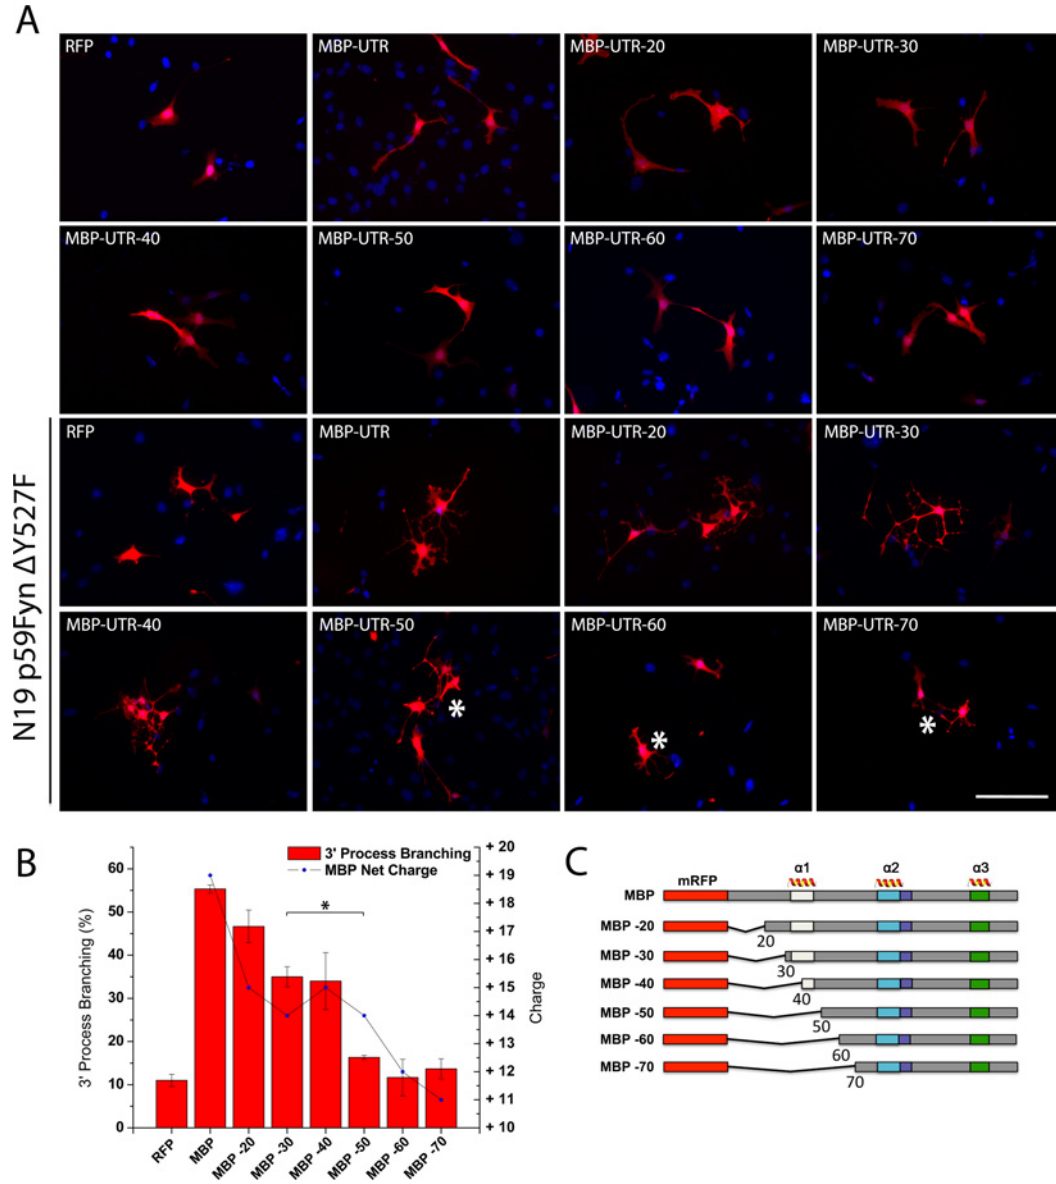 A
RFP
MBP-UTR
MBP-UTR-20
MBP-UTR-30
MBP-UTR-40
MBP-UTR-50
MBP-UTR-60
MBP-UTR-70
N19 p59Fyn ΔY527F
RFP
MBP-UTR
MBP-UTR-20
MBP-UTR-30
MBP-UTR-40
MBP-UTR-50
*
MBP-UTR-60
*
MBP-UTR-70
*
B
3' Process Branching
MBP Net Charge
*
3' Process Branching (%)
60
50
40
30
20
10
0
+ 20
+ 19
+ 18
+ 17
+ 16
+ 15
+ 14
+ 13
+ 12
+ 11
+ 10
Charge
RFP
MBP
MBP -20
MBP -30
MBP -40
MBP -50
MBP -60
MBP -70
C
mRFP
α1
α2
α3
MBP
MBP -20
20
MBP -30
30
MBP -40
40
MBP -50
50
MBP -60
60
MBP -70
70